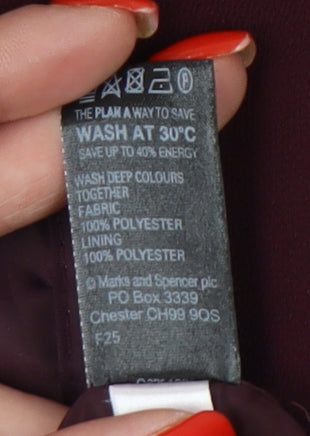 THE PLAN A WAY TO SAVE
WASH AT 30°C
SAVE UP TO 40% ENERGY
WASH DEEP COLOURS
TOGETHER
FABRIC
100% POLYESTER
LINING
100% POLYESTER
© Marks and Spencer plc
PO Box 3339
Chester CH99 9QS
F25